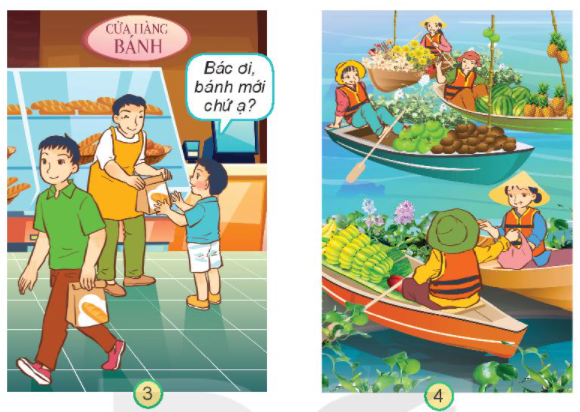 CỬA HÀNG
BÁNH
Bác ơi,
bánh mới
chứ ạ?
3
4